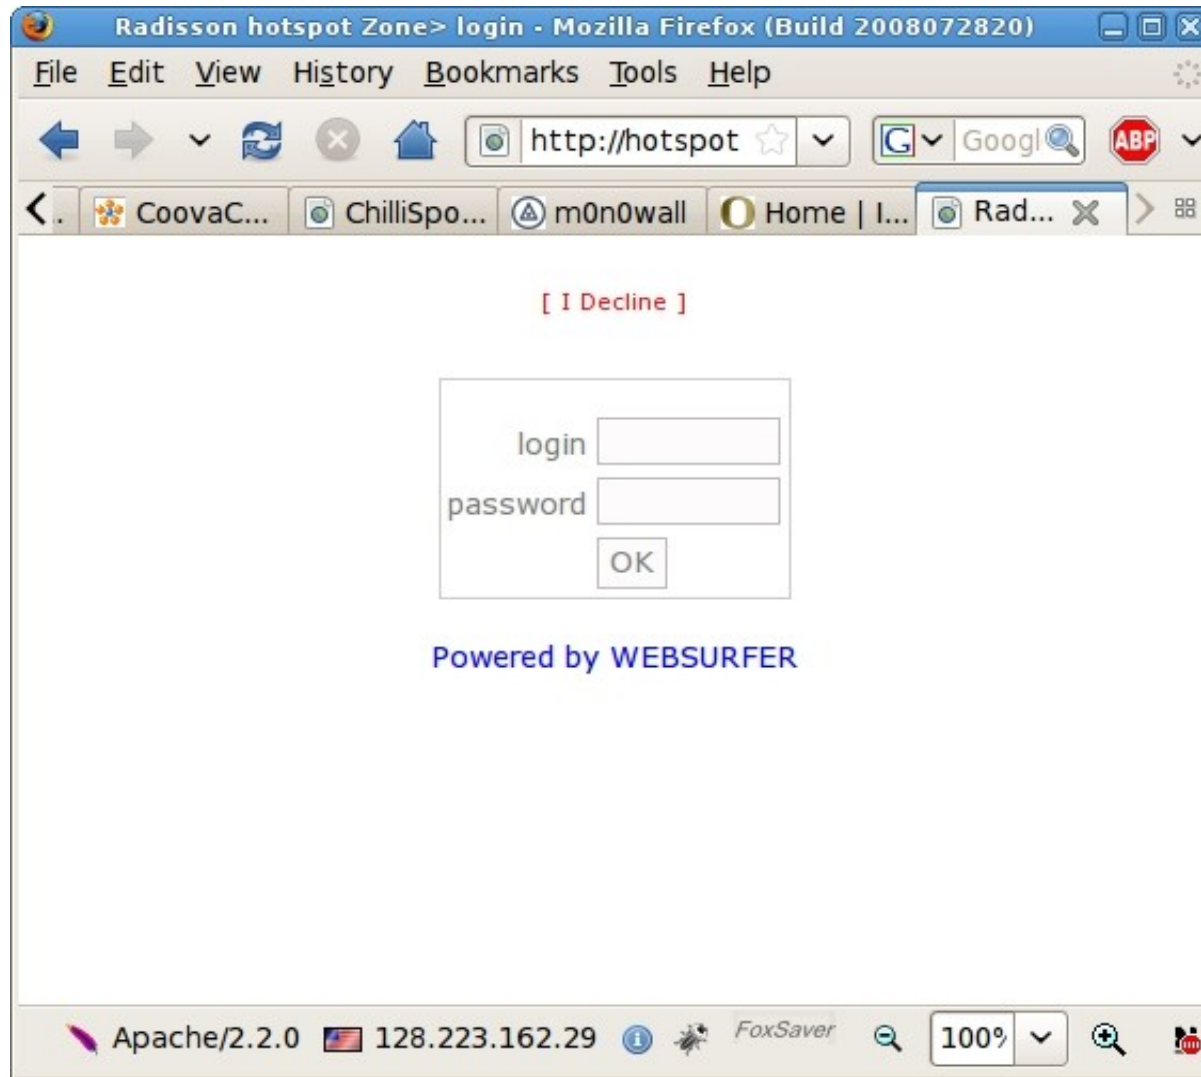 Radisson hotspot Zone> login - Mozilla Firefox (Build 2008072820)
File Edit View History Bookmarks Tools Help
http://hotspot G Googl ABP
. CoovaC... ChilliSpo... m0n0wall Home | I... Rad...
[ I Decline ]
login
password
OK
Powered by WEBSURFER
Apache/2.2.0 128.223.162.29 FoxSaver 100%